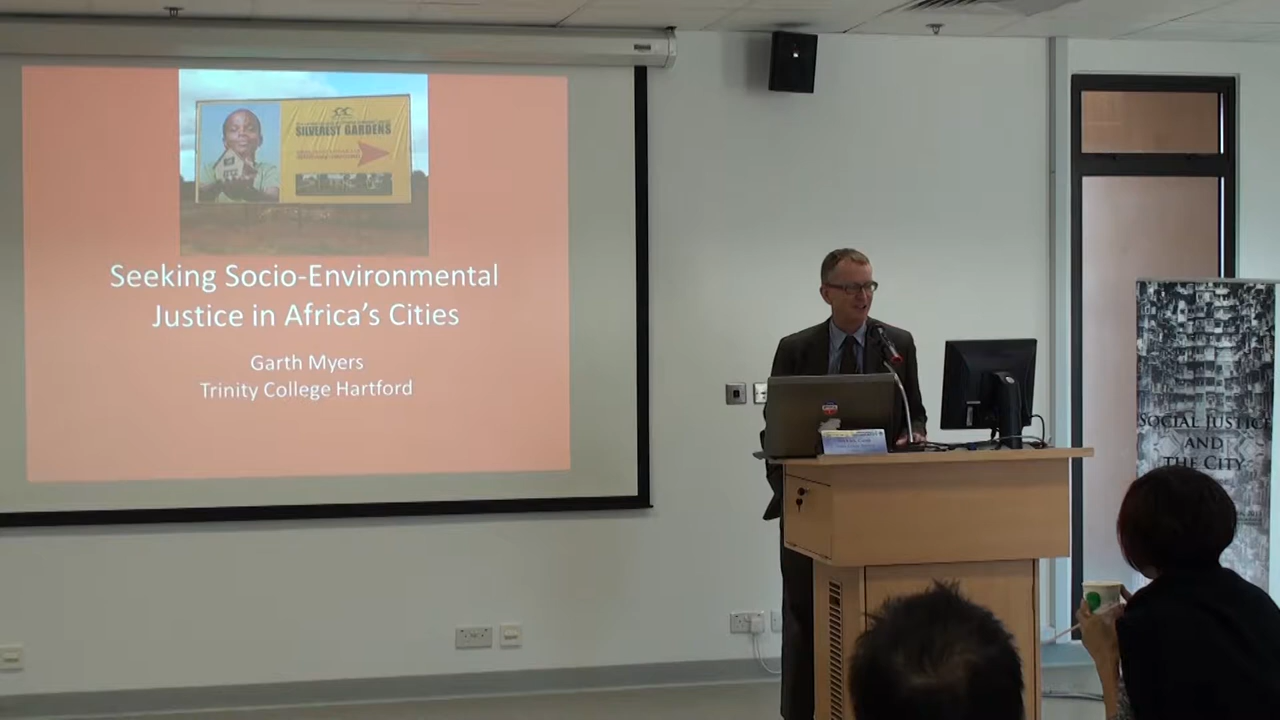 SILVEREST GARDENS
Seeking Socio-Environmental
Justice in Africa's Cities
Garth Myers
Trinity College Hartford
SOCIAL JUSTICE
AND
THE CITY